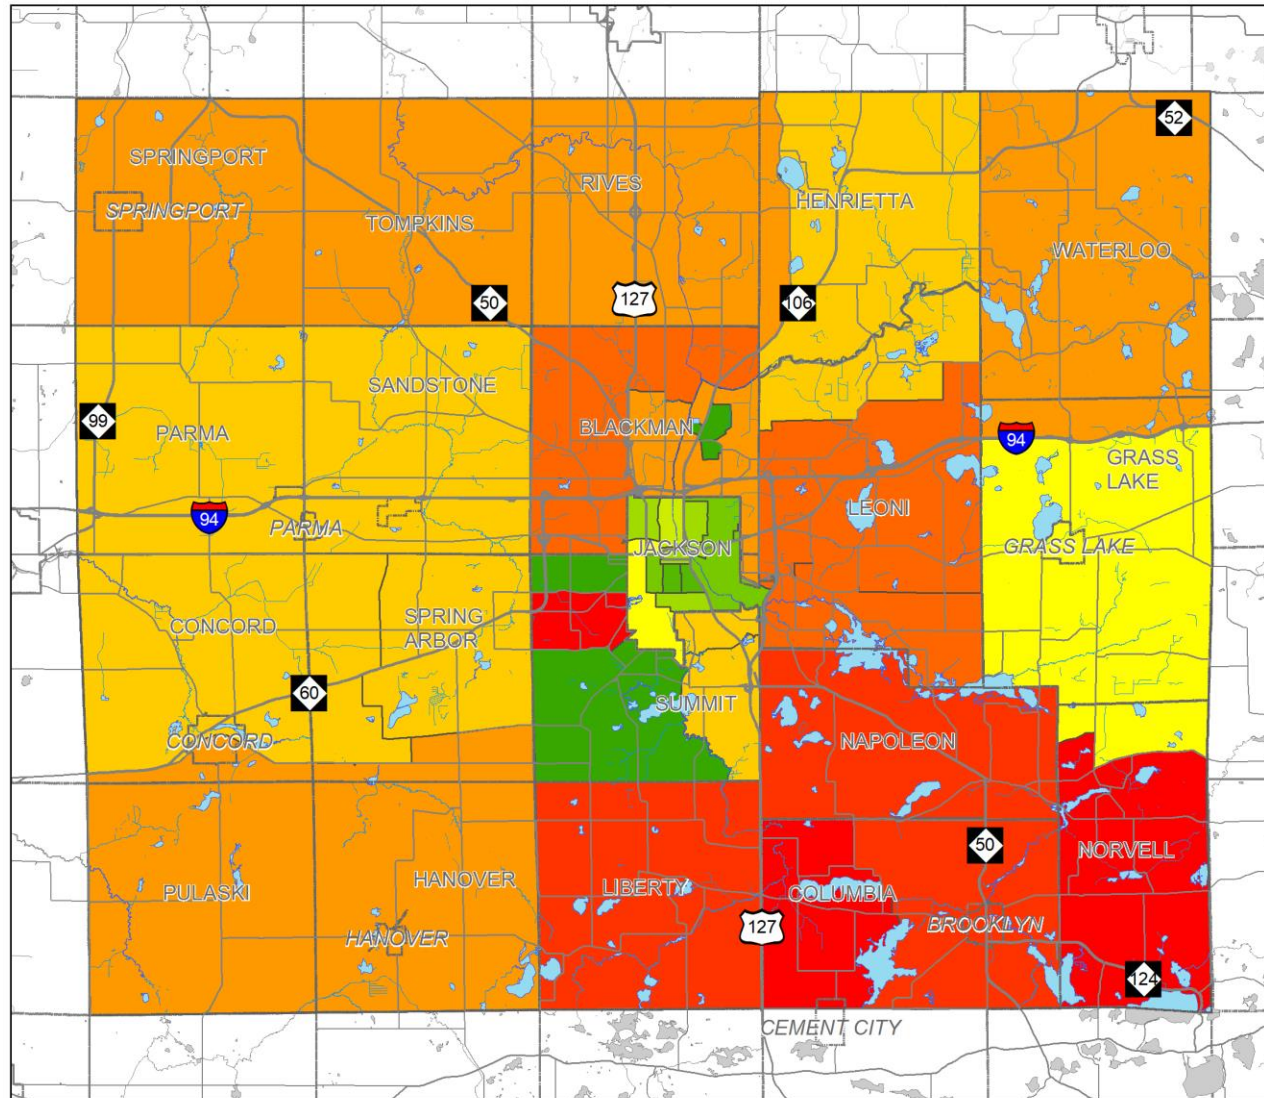 52
SPRINGPORT
RIVES
SPRINGPORT
HENRIETTA
TOMPKINS
WATERLOO
50
127
106
SANDSTONE
99
PARMA
BLACKMAN
94
GRASS
LAKE
94
PARMA
LEONI
JACKSON
GRASS LAKE
CONCORD
SPRING
ARBOR
60
SUMMIT
CONCORD
NAPOLEON
50
NORVELL
PULASKI
HANOVER
LIBERTY
COLUMBIA
HANOVER
127
BROOKLYN
124
CEMENT CITY